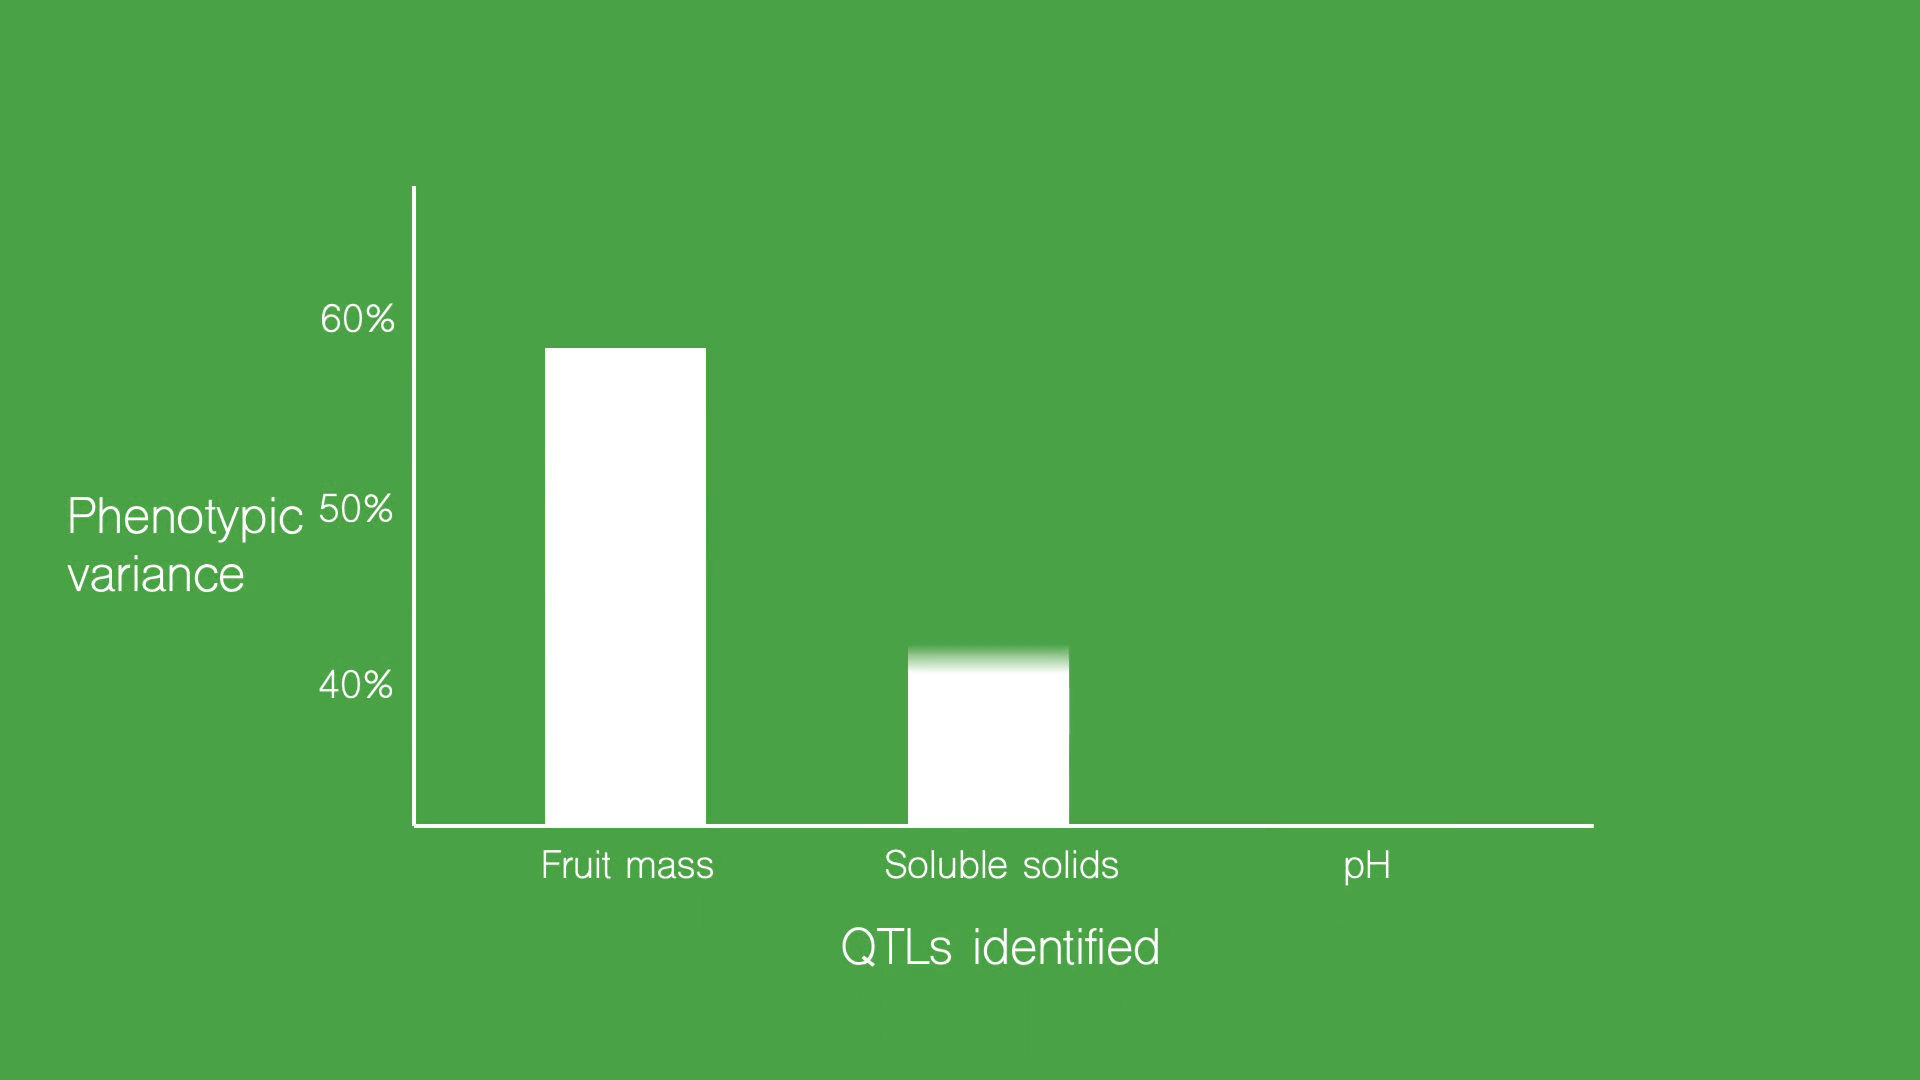 60%
50%
40%
Phenotypic
variance
Fruit mass
Soluble solids
pH
QTLs identified